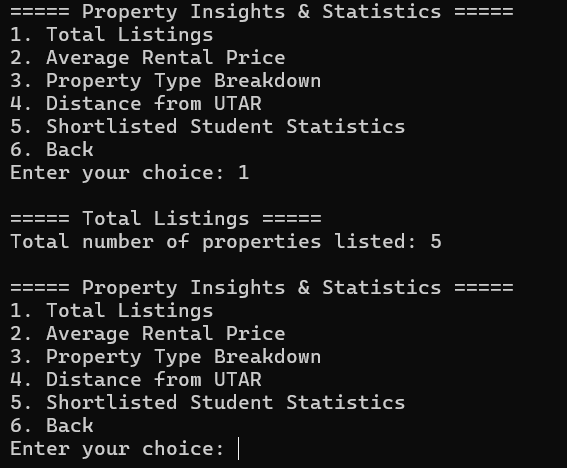 ===== Property Insights & Statistics =====
1. Total Listings
2. Average Rental Price
3. Property Type Breakdown
4. Distance from UTAR
5. Shortlisted Student Statistics
6. Back
Enter your choice: 1
===== Total Listings =====
Total number of properties listed: 5
===== Property Insights & Statistics =====
1. Total Listings
2. Average Rental Price
3. Property Type Breakdown
4. Distance from UTAR
5. Shortlisted Student Statistics
6. Back
Enter your choice: